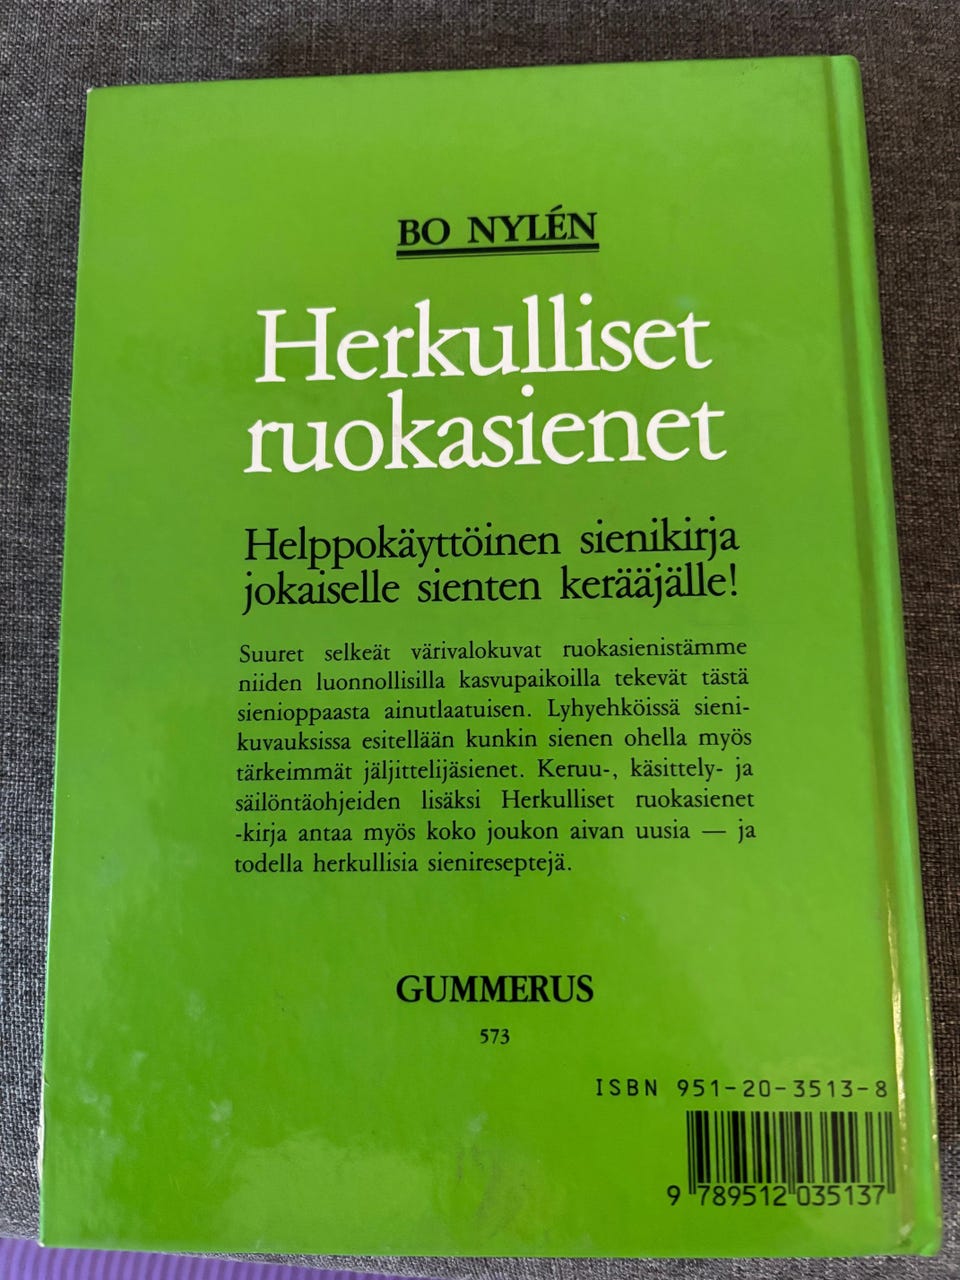 BO NYLÉN
Herkulliset
ruokasienet
Helppokäyttöinen sienikirja
jokaiselle sienten kerääjälle!
Suuret selkeät värivalokuvat ruokasienistämme
niiden luonnollisilla kasvupaikoilla tekevät tästä
sienioppaasta ainutlaatuisen. Lyhyehköissä sieni-
kuvauksissa esitellään kunkin sienen ohella myös
tärkeimmät jäljittelijäsienet. Keruu-, käsittely- ja
säilöntäohjeiden lisäksi Herkulliset ruokasienet
-kirja antaa myös koko joukon aivan uusia — ja
todella herkullisia sienireseptejä.
GUMMERUS
573
ISBN 951-20-3513-8
9 789512 035137